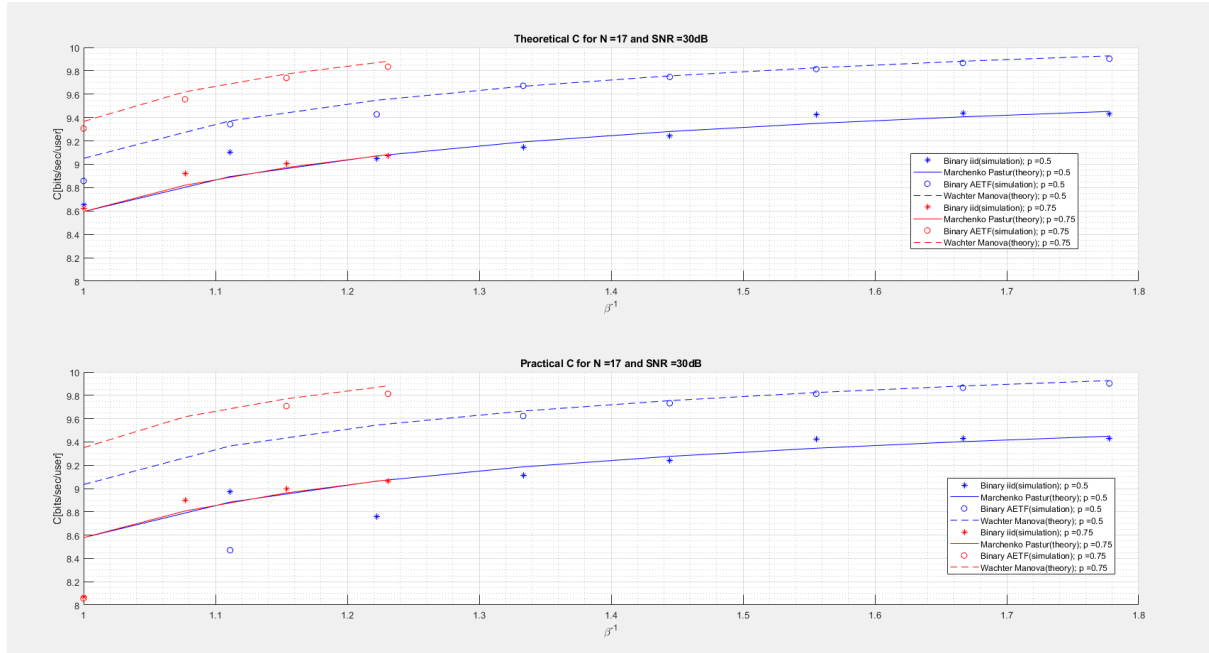 Theoretical C for N =17 and SNR =30dB
C[bits/sec/user]
10
9.8
9.6
9.4
9.2
9
8.8
8.6
8.4
8.2
8
1
1.1
1.2
1.3
1.4
1.5
1.6
1.7
1.8
β⁻¹
Binary iid(simulation); p =0.5
Marchenko Pastur(theory); p =0.5
Binary AETF(simulation); p =0.5
Wachter Manova(theory); p =0.5
Binary iid(simulation); p =0.75
Marchenko Pastur(theory); p =0.75
Binary AETF(simulation); p =0.75
Wachter Manova(theory); p =0.75
Practical C for N =17 and SNR =30dB
C[bits/sec/user]
10
9.8
9.6
9.4
9.2
9
8.8
8.6
8.4
8.2
8
1
1.1
1.2
1.3
1.4
1.5
1.6
1.7
1.8
β⁻¹
Binary iid(simulation); p =0.5
Marchenko Pastur(theory); p =0.5
Binary AETF(simulation); p =0.5
Wachter Manova(theory); p =0.5
Binary iid(simulation); p =0.75
Marchenko Pastur(theory); p =0.75
Binary AETF(simulation); p =0.75
Wachter Manova(theory); p =0.75